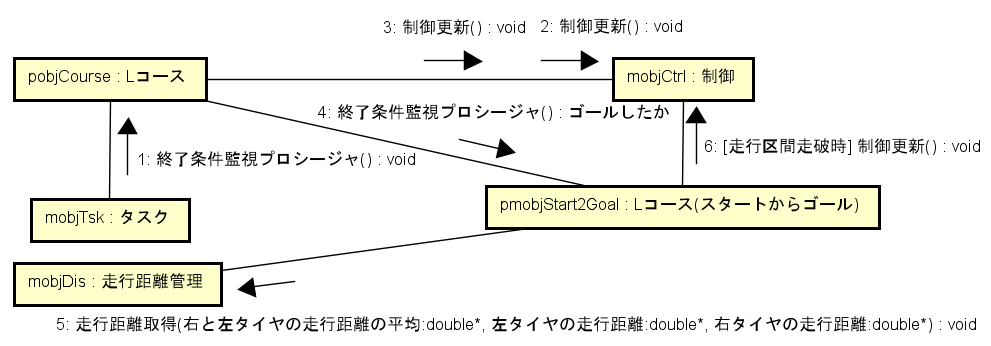 3: 制御更新() : void 2: 制御更新() : void
pobjCourse : Lコース
mobjCtrl : 制御
4: 終了条件監視プロシージャ() : ゴールしたか
1: 終了条件監視プロシージャ() : void
6: [走行区間走破時] 制御更新() : void
mobjTsk : タスク
pmobjStart2Goal : Lコース(スタートからゴール)
mobjDis : 走行距離管理
5: 走行距離取得(右と左タイヤの走行距離の平均:double*, 左タイヤの走行距離:double*, 右タイヤの走行距離:double*) : void